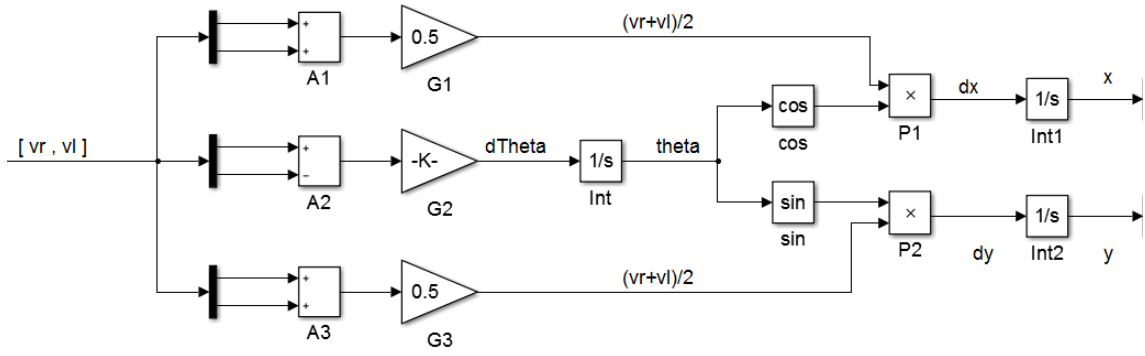 (vr+vl)/2
+
+
A1
0.5
G1
×
P1
dx
1/s
Int1
x
cos
cos
[ vr , vl ]
+
−
A2
-K-
G2
dTheta
1/s
Int
theta
sin
sin
×
P2
dy
1/s
Int2
y
+
+
A3
0.5
G3
(vr+vl)/2